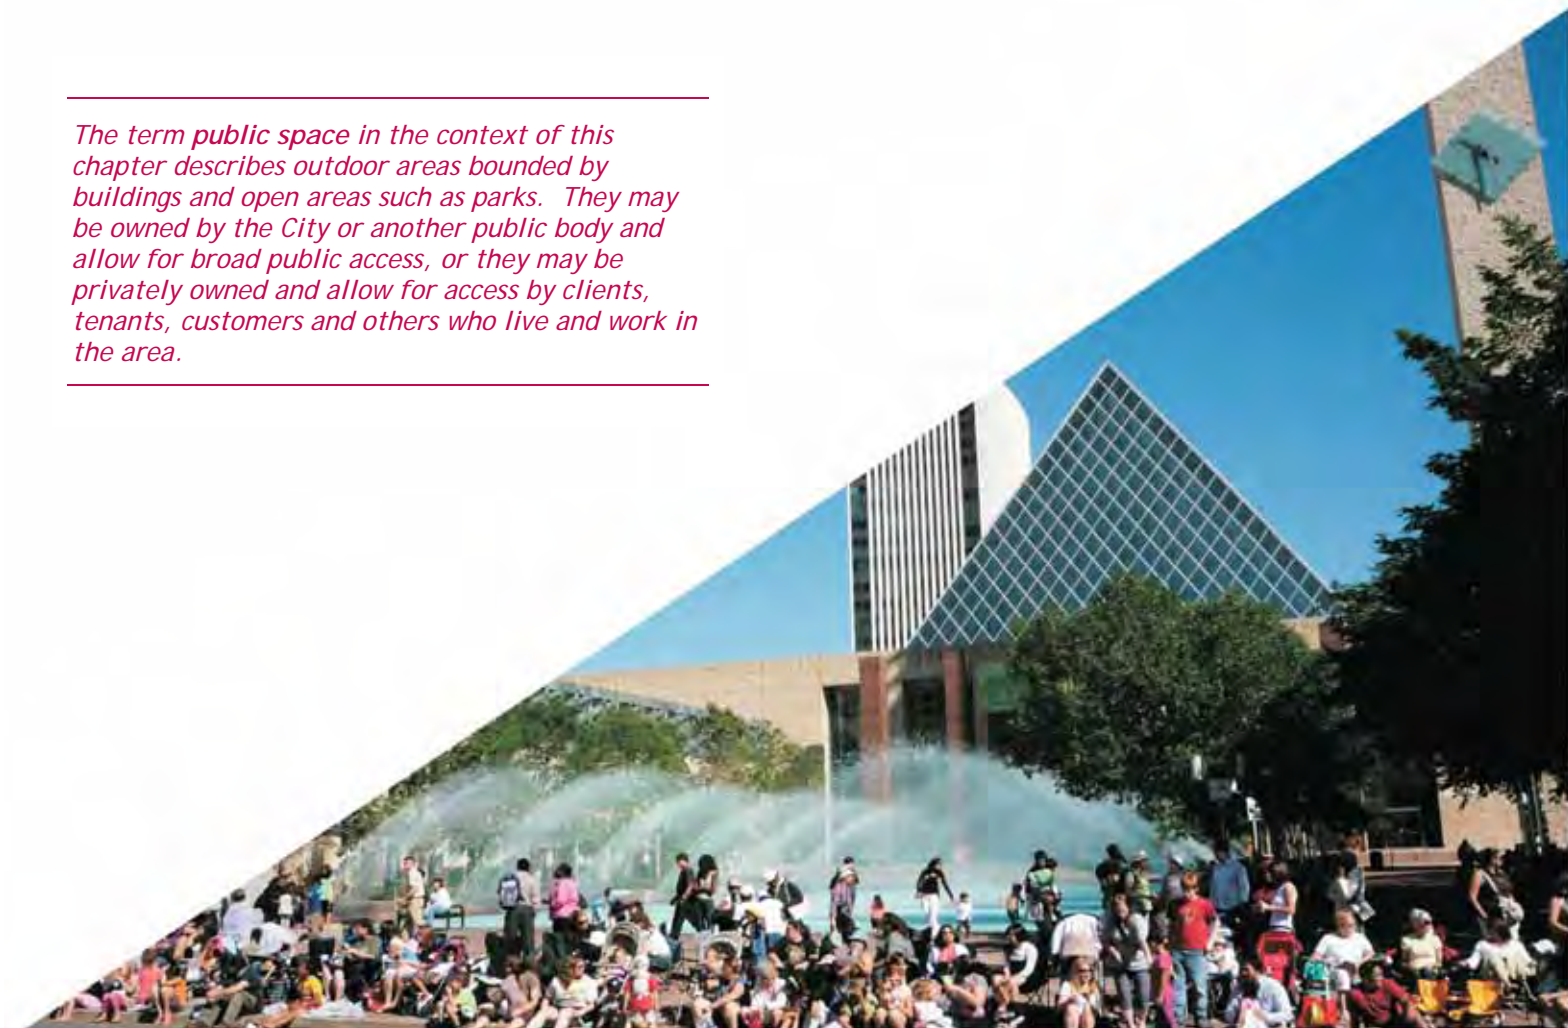 The term public space in the context of this
chapter describes outdoor areas bounded by
buildings and open areas such as parks.  They may
be owned by the City or another public body and
allow for broad public access, or they may be
privately owned and allow for access by clients,
tenants, customers and others who live and work in
the area.